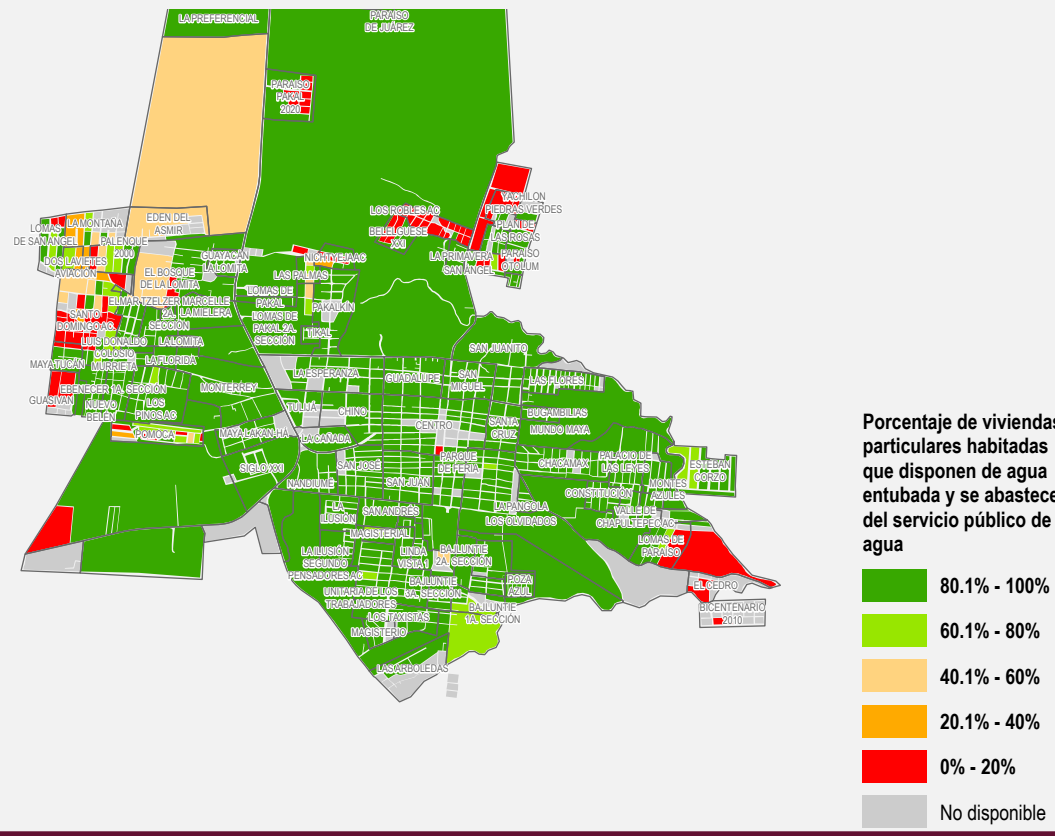 LA PREFERENCIAL
PARAISO
DE JUÁREZ
PARAISO
PAKAL
2020
YACHILON
PIEDRAS VERDES
LOS ROBLES AC
PLAN DE
LAS ROSAS
BELELGUESE
XXI
LA MONTAÑA
EDEN DEL
ASMIR
LOMAS
DE SAN ANGEL
PALENQUE
2000
LA PRIMAVERA
SAN ANGEL
PARAISO
OTOLUM
DOS LAVIETES
AVIACIÓN
GUAYACÁN
LA LOMITA
NICHTYEJAAC
EL BOSQUE
DE LA LOMITA
LAS PALMAS
LOMAS DE
PAKAL
PAKALKÍN
ELMAR TZELZER
MARCELLE
2A.
SECCIÓN
LA MIELERA
SANTO
DOMINGO AC
LOMAS DE
PAKAL 2A.
SECCIÓN
TIKAL
LUIS DONALDO
COLOSIO
MURRIETA
LA LOMITA
SAN JUANITO
MAYA TUCÁN
LA FLORIDA
LA ESPERANZA
GUADALUPE
SAN
MIGUEL
LAS FLORES
EBENECER 1A. SECCIÓN
MONTERREY
GUASIVAN
NUEVO
BELÉN
LOS
PINOS AC
TULIJÁ
CHINO
BUGAMBILIAS
CENTRO
SANTA
CRUZ
MUNDO MAYA
POMOCA
MAYA LAKAN-HÁ
LA CAÑADA
PARQUE
DE FERIA
SIGLO XXI
SAN JOSÉ
CHACAMAX
PALACIO DE
LAS LEYES
ESTEBAN
CORZO
NANDIUME
SAN JUAN
CONSTITUCIÓN
MONTES
AZULES
LA PANGOLA
LA
ILUSION
SAN ANDRÉS
LOS OLVIDADOS
VALLE DE
CHAPULTEPEC AC
MAGISTERIAL
LOMAS DE
PARAÍSO
LA ILUSIÓN
SEGUNDO
PENSADORES AC
LINDA
VISTA 1
BAJLUNTIE
2A. SECCIÓN
BAJLUNTIE
3A. SECCIÓN
POZA
AZUL
EL CEDRO
UNITARIA DE LOS
TRABAJADORES
BAJLUNTIE
1A. SECCIÓN
BICENTENARIO
2010
LOS TAXISTAS
MAGISTERIO
LAS ARBOLEDAS
Porcentaje de viviendas
particulares habitadas
que disponen de agua
entubada y se abastece
del servicio público de
agua
80.1% - 100%
60.1% - 80%
40.1% - 60%
20.1% - 40%
0% - 20%
No disponible